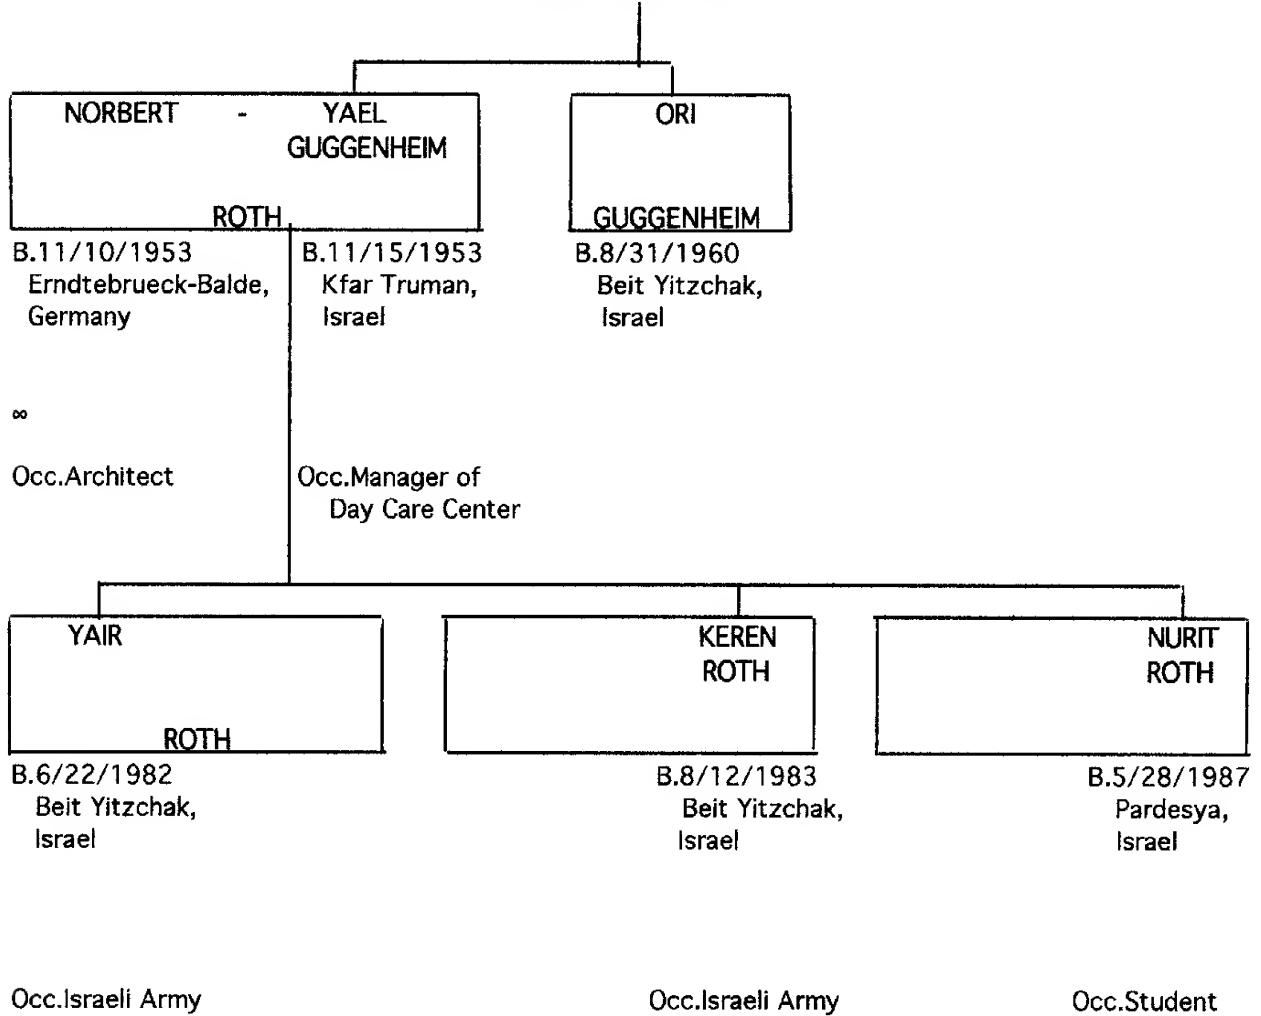 NORBERT - YAEL
GUGGENHEIM
ROTH
ORI
GUGGENHEIM
B.11/10/1953
Erndtebrueck-Balde,
Germany
B.11/15/1953
Kfar Truman,
Israel
B.8/31/1960
Beit Yitzchak,
Israel
∞
Occ.Architect
Occ.Manager of
Day Care Center
YAIR
ROTH
KEREN
ROTH
NURIT
ROTH
B.6/22/1982
Beit Yitzchak,
Israel
B.8/12/1983
Beit Yitzchak,
Israel
B.5/28/1987
Pardesya,
Israel
Occ.Israeli Army
Occ.Israeli Army
Occ.Student